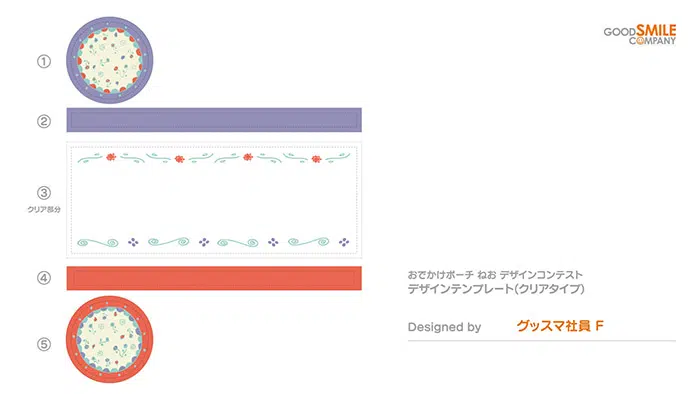 GOODSMILE
COMPANY
①
②
③
クリア部分
④
⑤
おでかけポーチ ねお デザインコンテスト
デザインテンプレート(クリアタイプ)
Designed by グッスマ社員 F